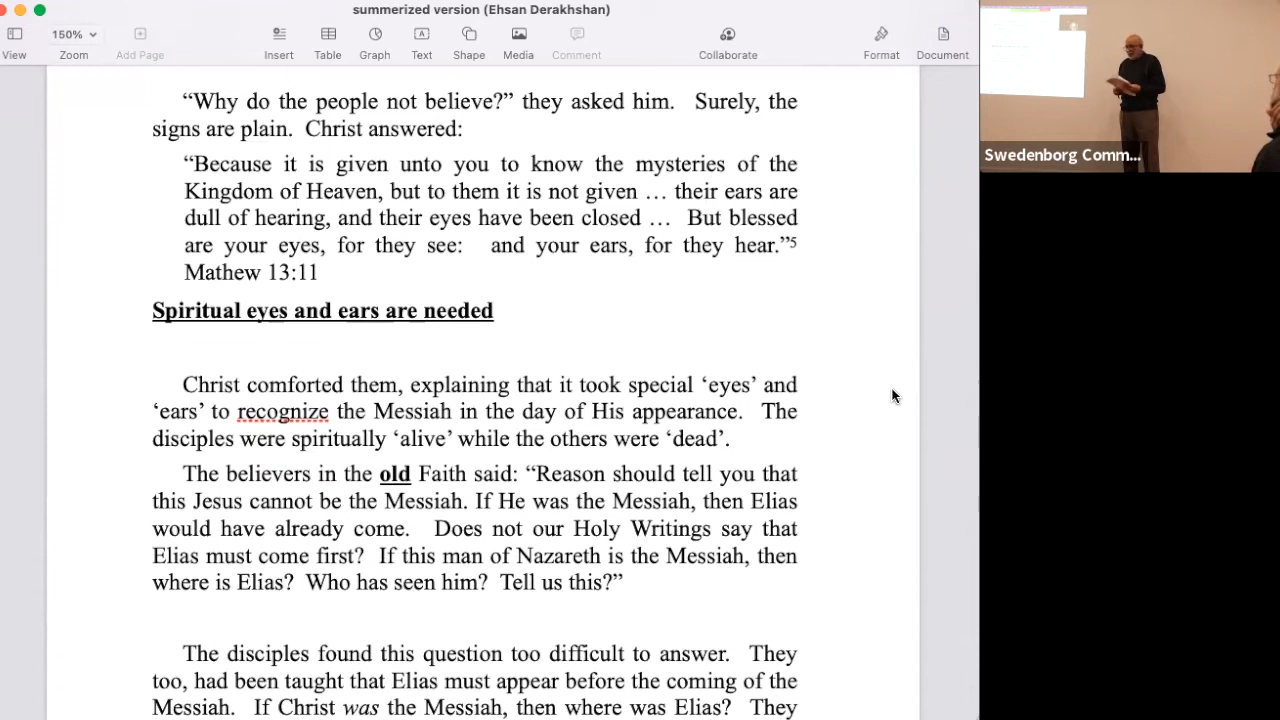 summerized version (Ehsan Derakhshan)
View
150%
Zoom
Add Page
Insert
Table
Graph
Text
Shape
Media
Comment
Collaborate
Format
Document
“Why do the people not believe?” they asked him. Surely, the
signs are plain. Christ answered:
“Because it is given unto you to know the mysteries of the
Kingdom of Heaven, but to them it is not given … their ears are
dull of hearing, and their eyes have been closed … But blessed
are your eyes, for they see: and your ears, for they hear.”⁵
Mathew 13:11
Spiritual eyes and ears are needed
Christ comforted them, explaining that it took special ‘eyes’ and
‘ears’ to recognize the Messiah in the day of His appearance. The
disciples were spiritually ‘alive’ while the others were ‘dead’.
The believers in the old Faith said: “Reason should tell you that
this Jesus cannot be the Messiah. If He was the Messiah, then Elias
would have already come. Does not our Holy Writings say that
Elias must come first? If this man of Nazareth is the Messiah, then
where is Elias? Who has seen him? Tell us this?”
The disciples found this question too difficult to answer. They
too, had been taught that Elias must appear before the coming of the
Messiah. If Christ was the Messiah, then where was Elias? They
Swedenborg Comm...